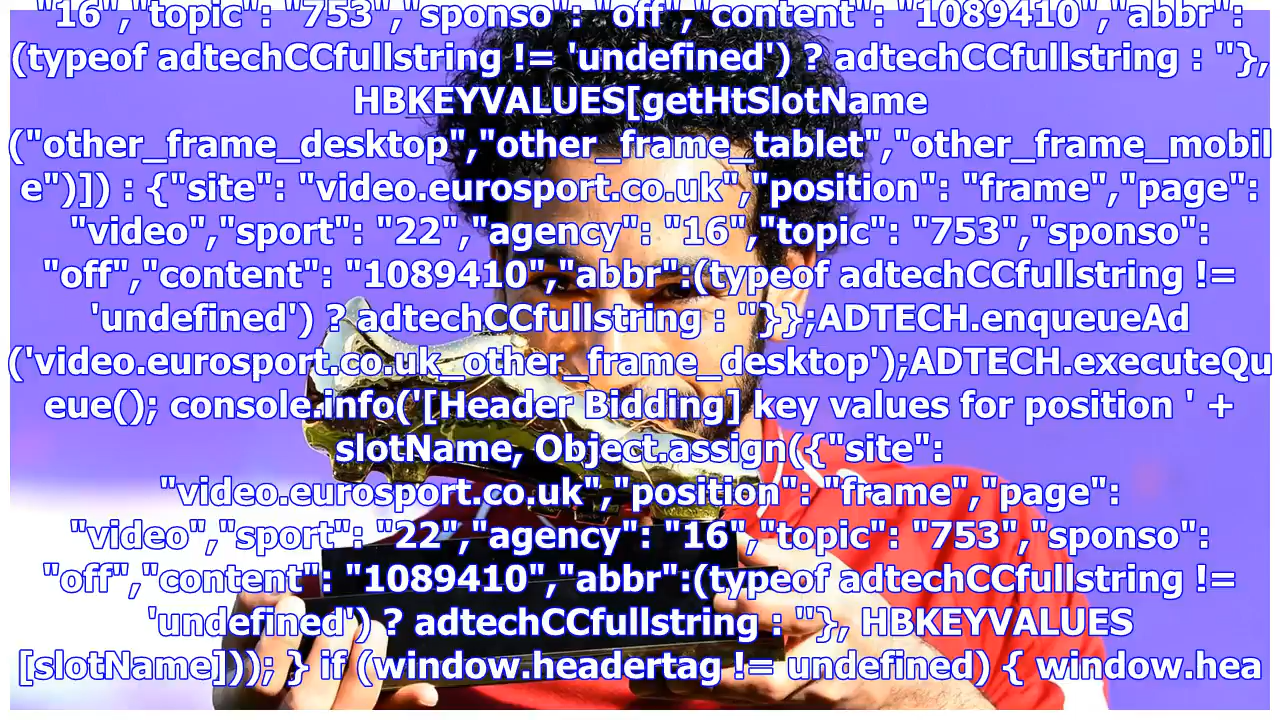 "16","topic": "753","sponso": "off","content": "1089410","abbr":
(typeof adtechCCfullstring != 'undefined') ? adtechCCfullstring : ''},
HBKEYVALUES[getHtSlotName
("other_frame_desktop","other_frame_tablet","other_frame_mobil
e")]) : {"site": "video.eurosport.co.uk","position": "frame","page":
"video","sport": "22","agency": "16","topic": "753","sponso":
"off","content": "1089410","abbr":(typeof adtechCCfullstring !=
'undefined') ? adtechCCfullstring : ''}};ADTECH.enqueueAd
('video.eurosport.co.uk_other_frame_desktop');ADTECH.executeQu
eue(); console.info('[Header Bidding] key values for position ' +
slotName, Object.assign({"site":
"video.eurosport.co.uk","position": "frame","page":
"video","sport": "22","agency": "16","topic": "753","sponso":
"off","content": "1089410","abbr":(typeof adtechCCfullstring !=
'undefined') ? adtechCCfullstring : ''}, HBKEYVALUES
[slotName])); } if (window.headertag != undefined) { window.hea